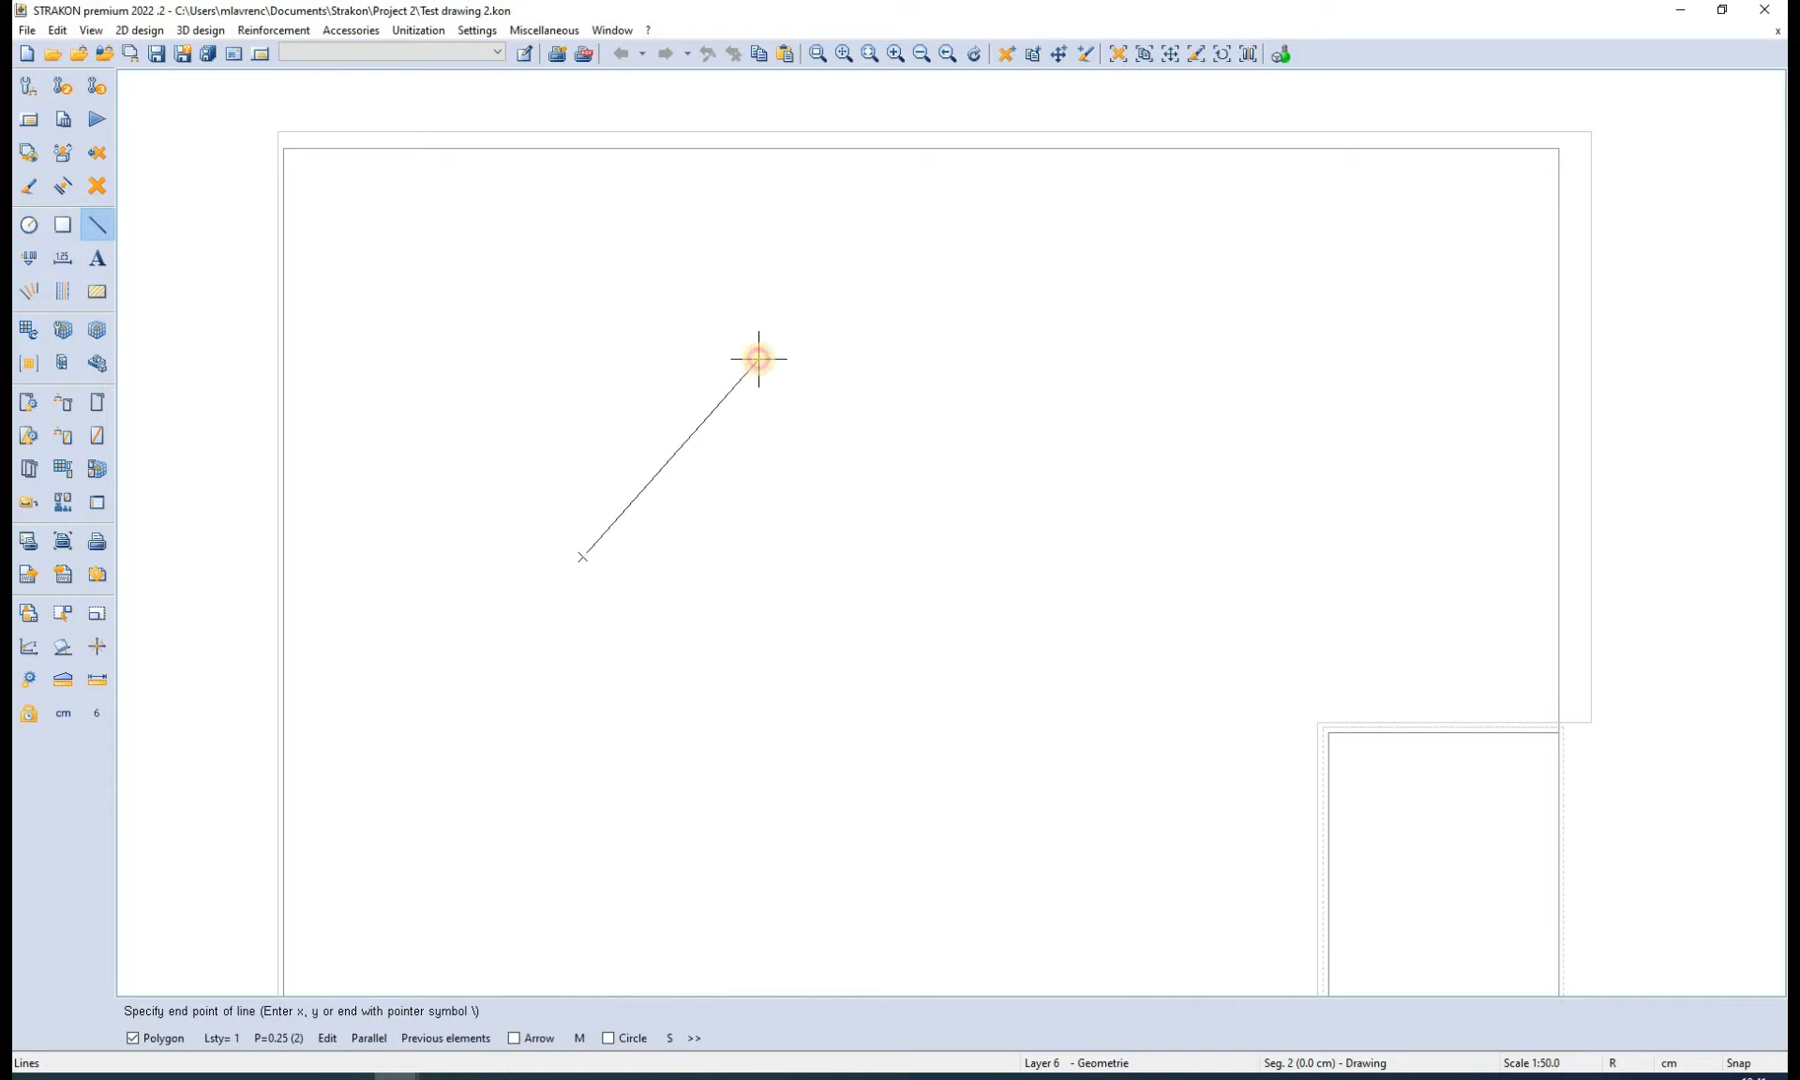 STRAKON premium 2022 .2 - C:\Users\mlavrenc\Documents\Strakon\Project 2\Test drawing 2.kon
File Edit View 2D design 3D design Reinforcement Accessories Unitization Settings Miscellaneous Window ?
cm 6
Specify end point of line (Enter x, y or end with pointer symbol \)
Polygon Lsty= 1 P=0.25 (2) Edit Parallel Previous elements Arrow M Circle S >>
Lines Layer 6 - Geometrie Seg. 2 (0.0 cm) - Drawing Scale 1:50.0 R cm Snap